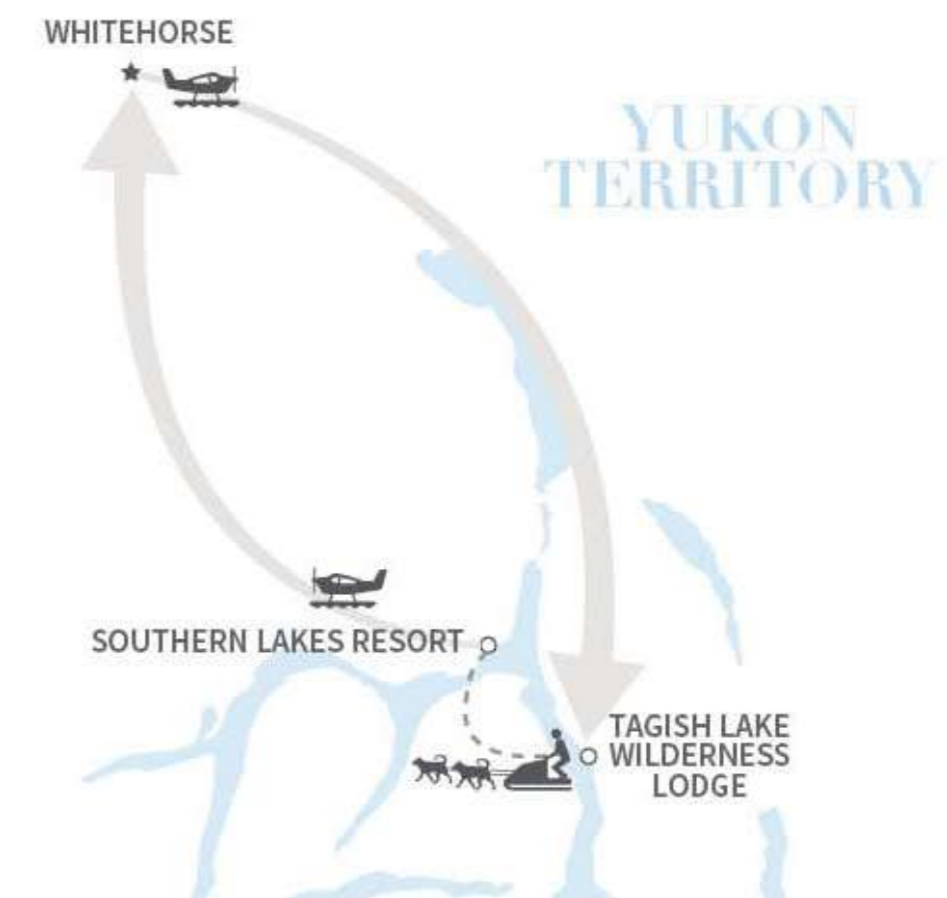 WHITEHORSE
YUKON
TERRITORY
SOUTHERN LAKES RESORT
TAGISH LAKE
WILDERNESS
LODGE